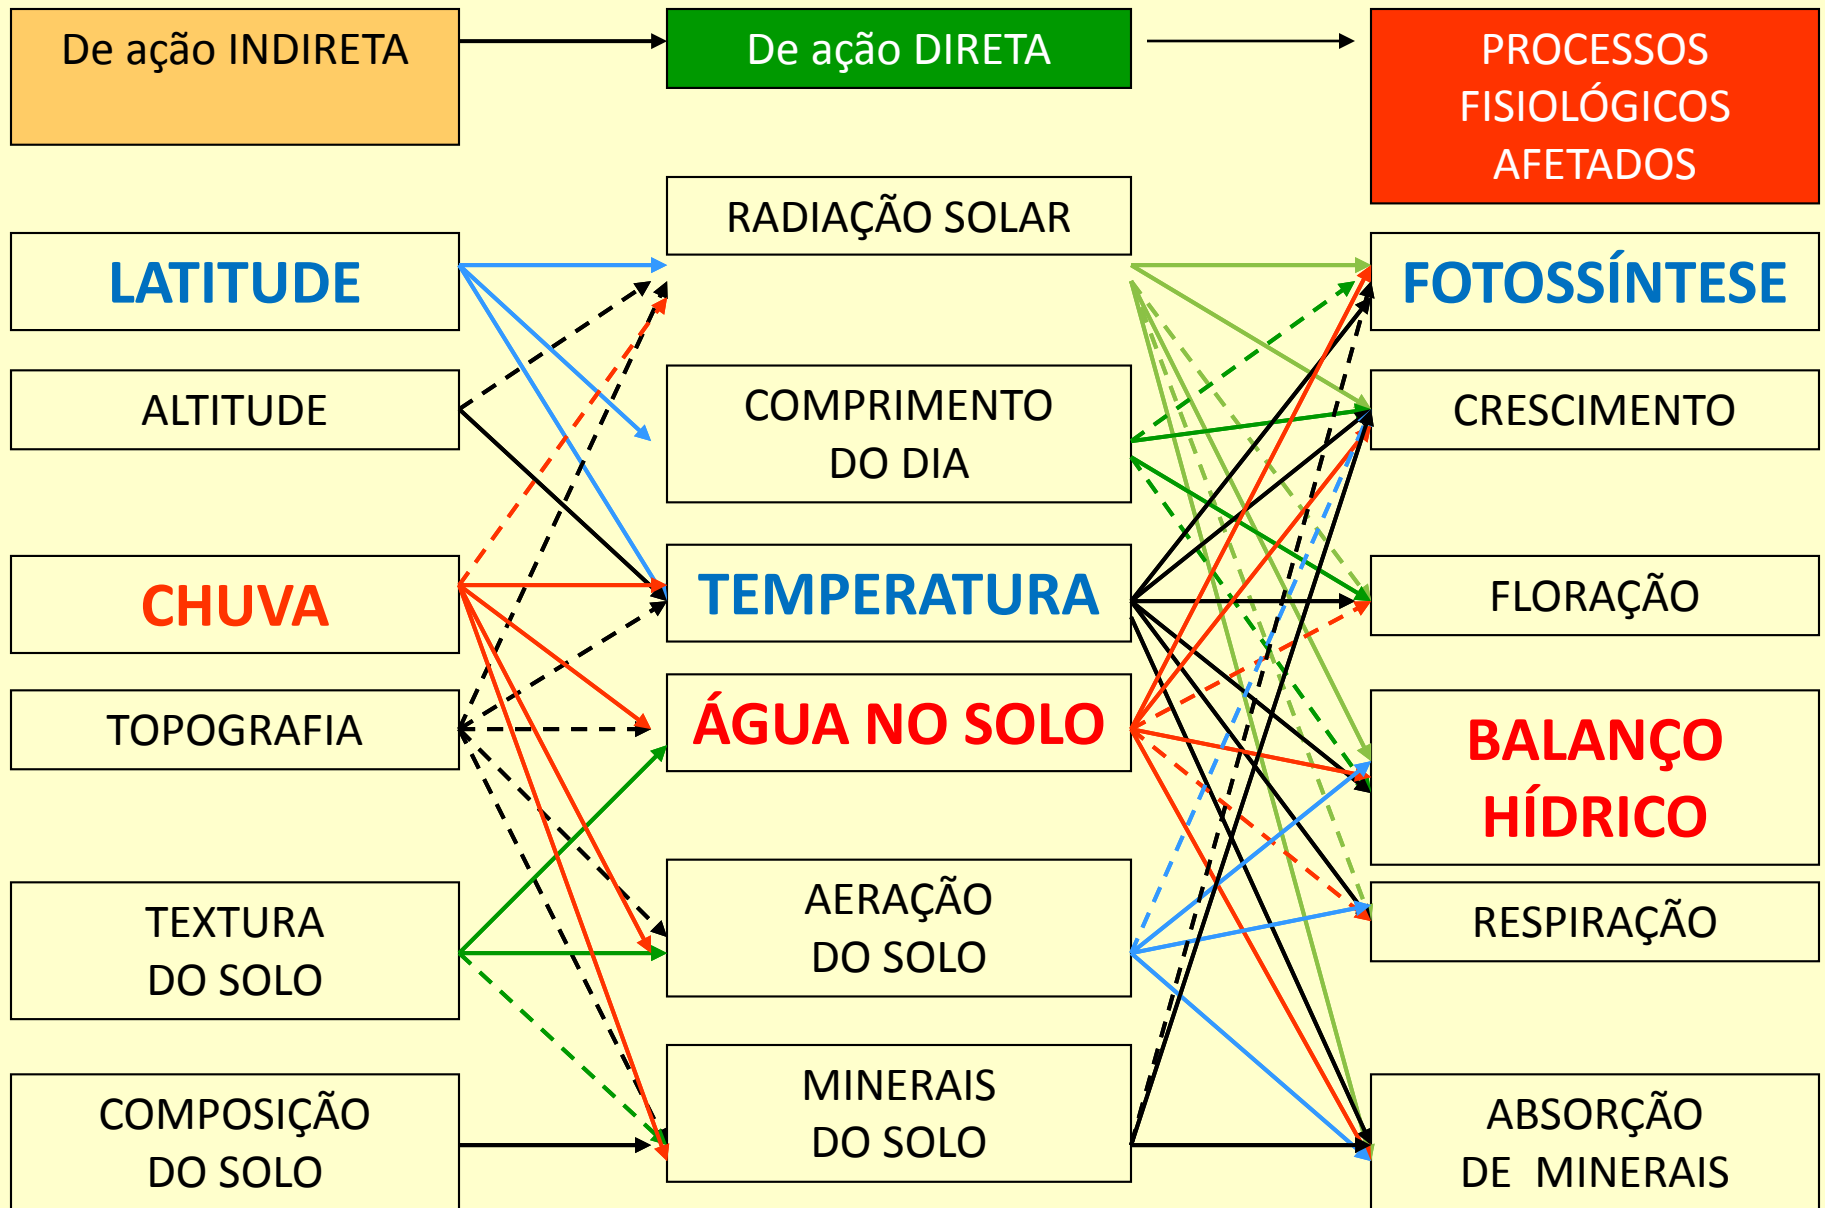 De ação INDIRETA
De ação DIRETA
PROCESSOS
FISIOLÓGICOS
AFETADOS
LATITUDE
ALTITUDE
CHUVA
TOPOGRAFIA
TEXTURA
DO SOLO
COMPOSIÇÃO
DO SOLO
RADIAÇÃO SOLAR
COMPRIMENTO
DO DIA
TEMPERATURA
ÁGUA NO SOLO
AERAÇÃO
DO SOLO
MINERAIS
DO SOLO
FOTOSSÍNTESE
CRESCIMENTO
FLORAÇÃO
BALANÇO
HÍDRICO
RESPIRAÇÃO
ABSORÇÃO
DE MINERAIS